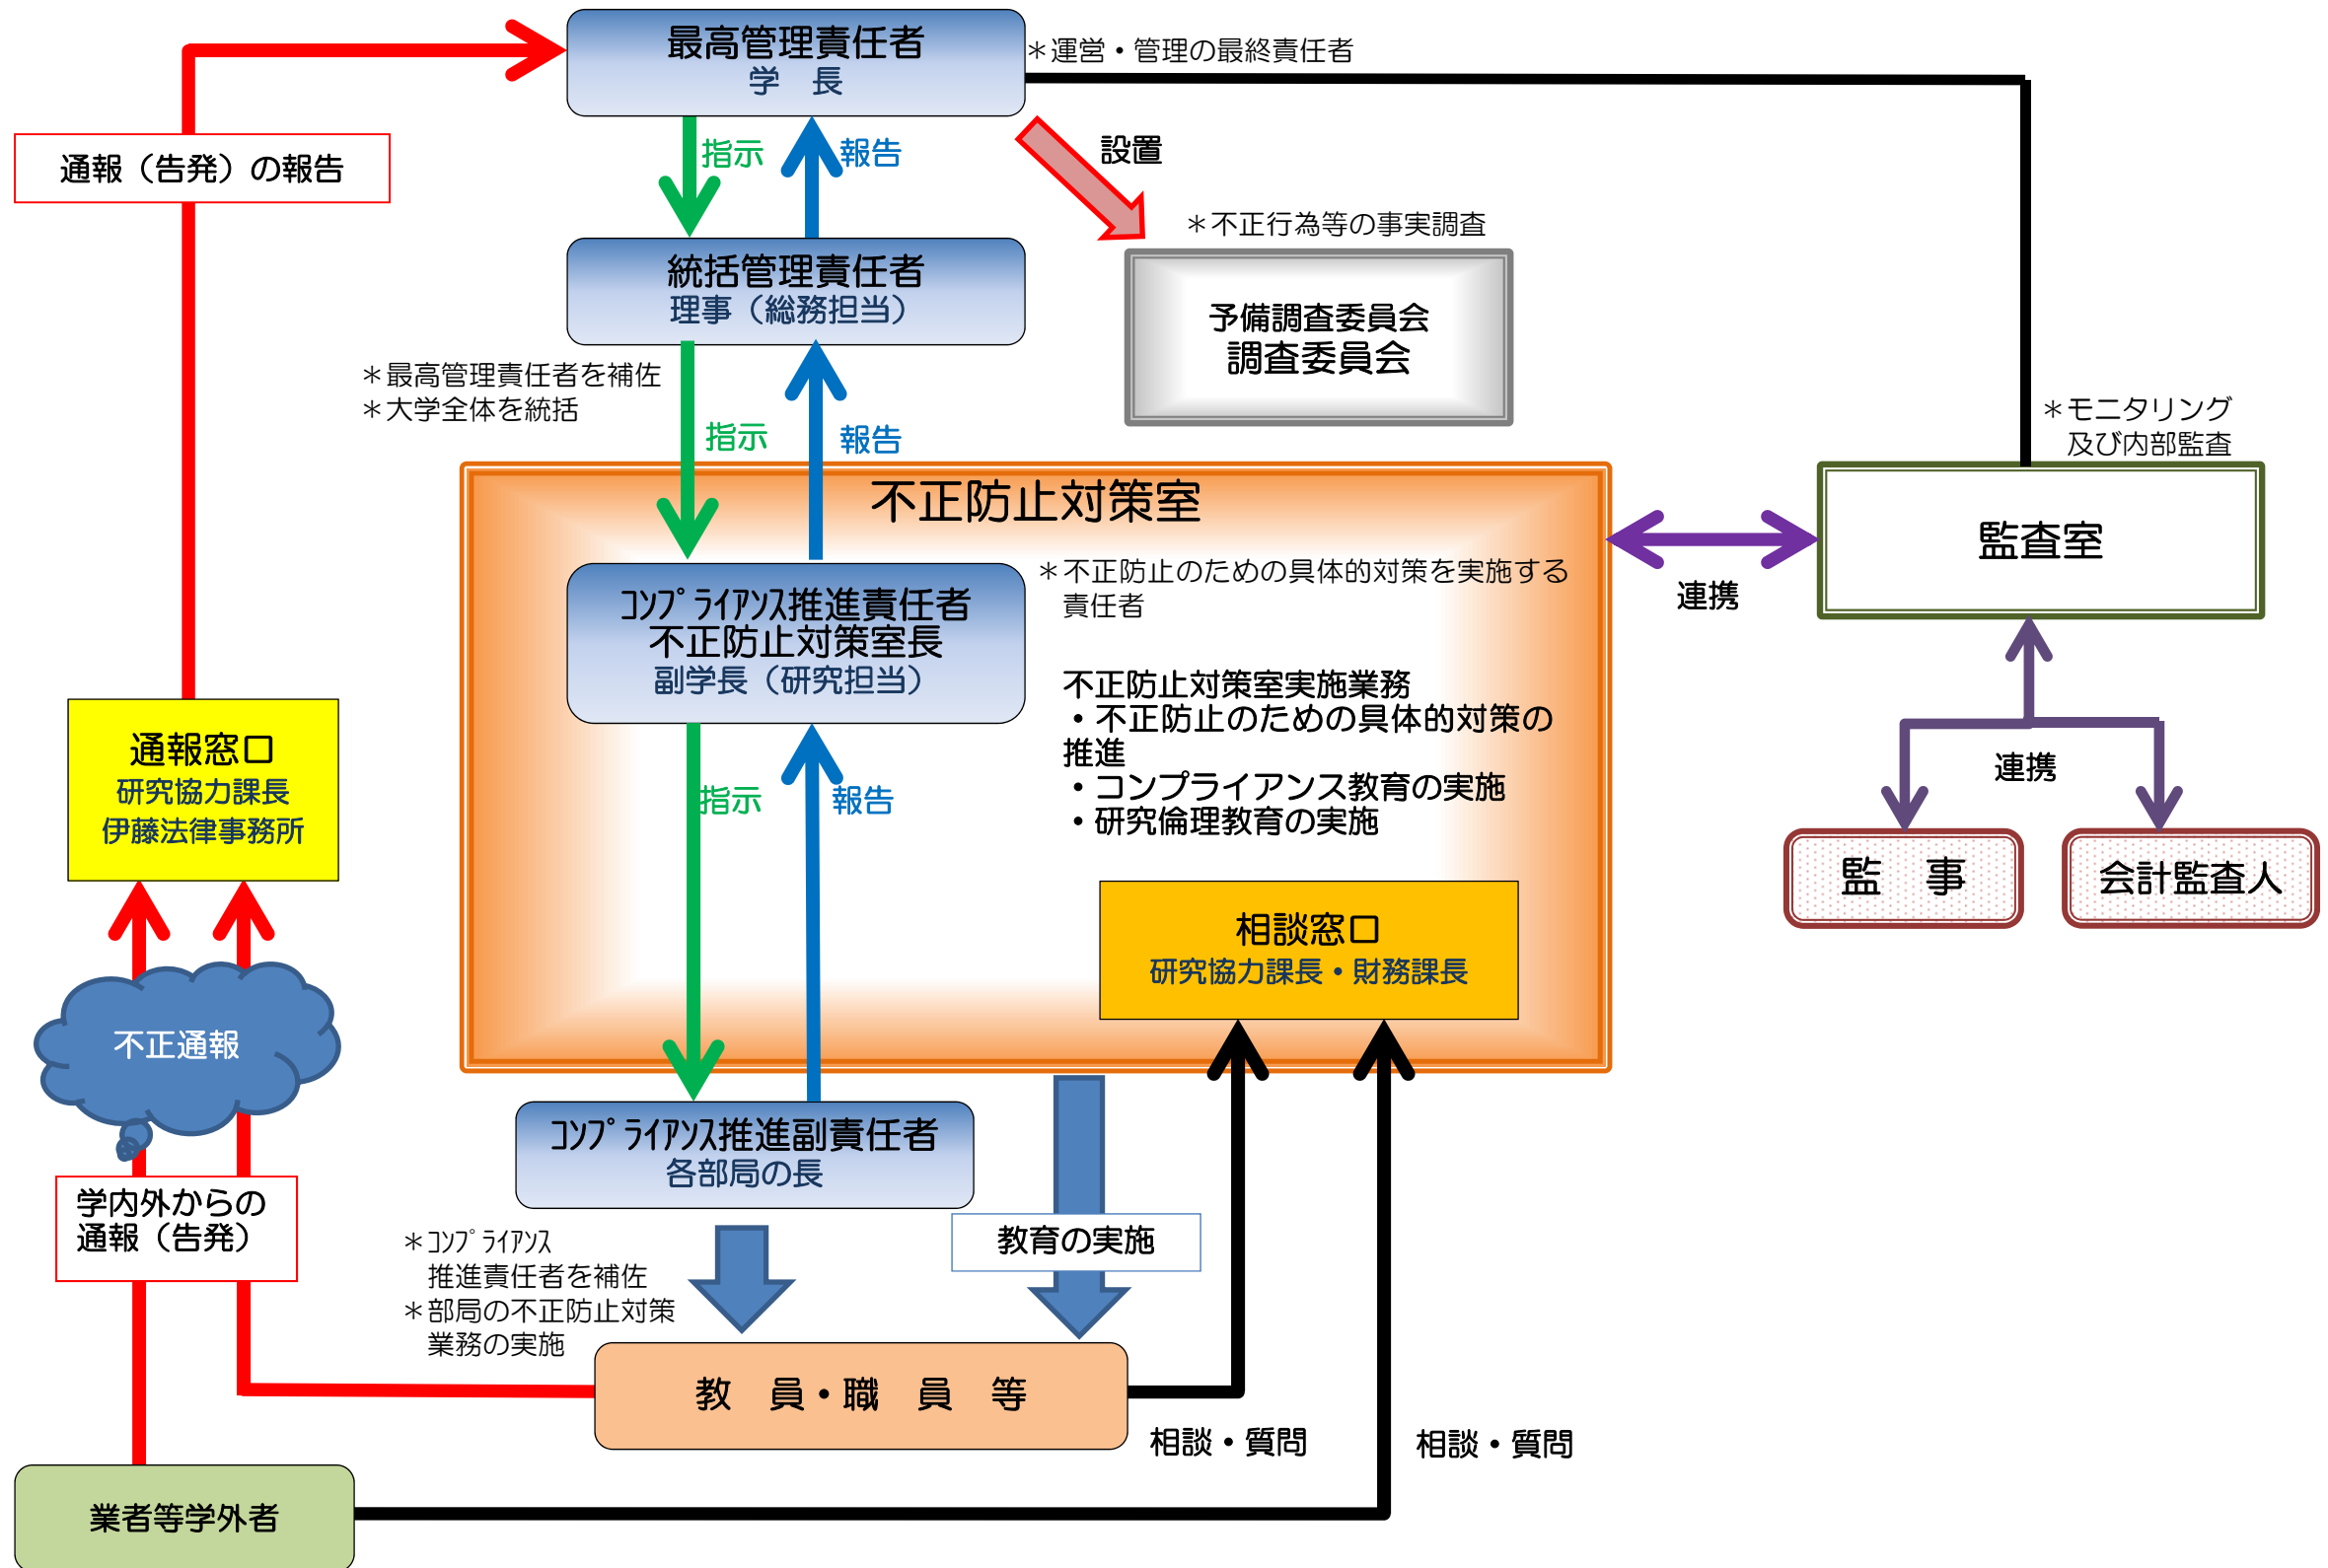 最高管理責任者
学　長
＊運営・管理の最終責任者
通報（告発）の報告
指示
報告
設置
＊不正行為等の事実調査
統括管理責任者
理事（総務担当）
予備調査委員会
調査委員会
＊最高管理責任者を補佐
＊大学全体を統括
指示
報告
＊モニタリング
及び内部監査
不正防止対策室
監査室
連携
＊不正防止のための具体的対策を実施する
責任者
ｺﾝﾌﾟﾗｲｱﾝｽ推進責任者
不正防止対策室長
副学長（研究担当）
不正防止対策室実施業務
・不正防止のための具体的対策の
推進
・コンプライアンス教育の実施
・研究倫理教育の実施
指示
報告
通報窓口
研究協力課長
伊藤法律事務所
連携
監　事
会計監査人
相談窓口
研究協力課長・財務課長
不正通報
ｺﾝﾌﾟﾗｲｱﾝｽ推進副責任者
各部局の長
学内外からの
通報（告発）
教育の実施
＊ｺﾝﾌﾟﾗｲｱﾝｽ
推進責任者を補佐
＊部局の不正防止対策
業務の実施
教　員・職　員　等
相談・質問
相談・質問
業者等学外者